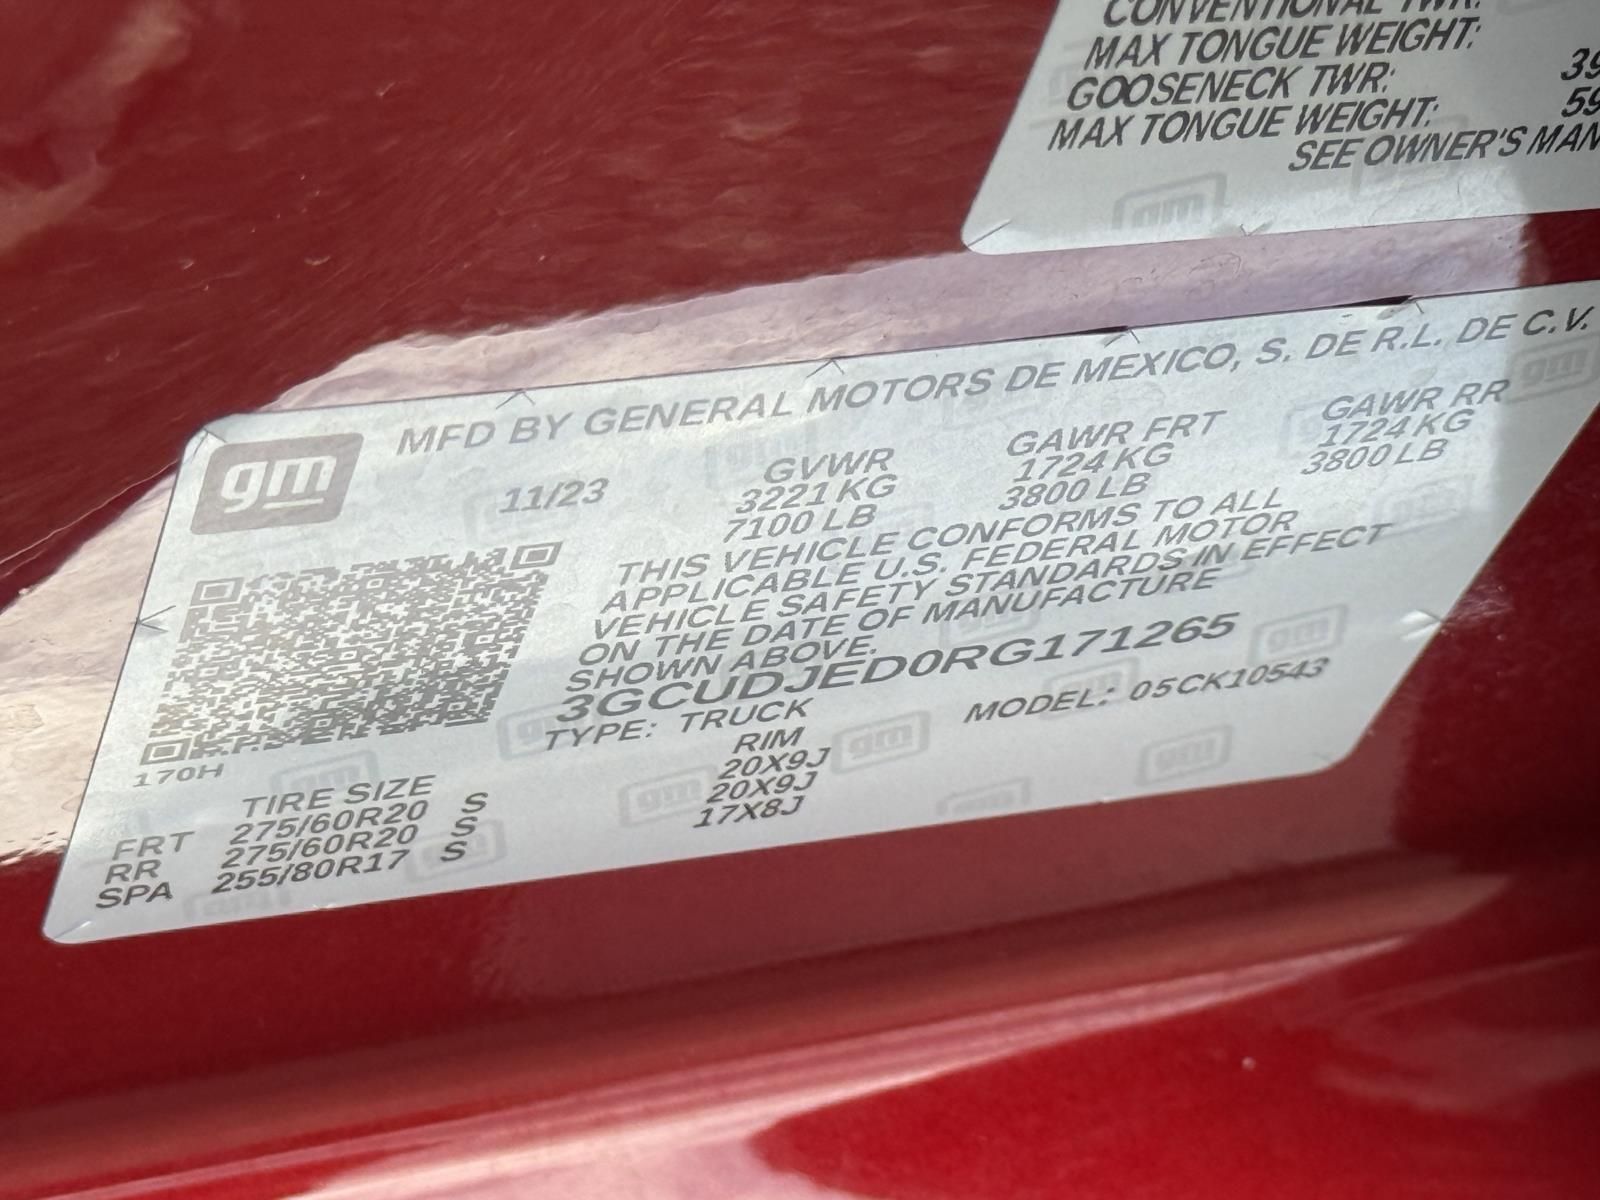 CONVENTIONAL TWR:
MAX TONGUE WEIGHT:
GOOSENECK TWR: 39
MAX TONGUE WEIGHT: 59
SEE OWNER'S MAN
gm
MFD BY GENERAL MOTORS DE MEXICO, S. DE R.L. DE C.V.
11/23 GVWR GAWR FRT GAWR RR
3221 KG 1724 KG 1724 KG
7100 LB 3800 LB 3800 LB
THIS VEHICLE CONFORMS TO ALL
APPLICABLE U.S. FEDERAL MOTOR
VEHICLE SAFETY STANDARDS IN EFFECT
ON THE DATE OF MANUFACTURE
SHOWN ABOVE.
3GCUDJED0RG171265
TYPE: TRUCK MODEL: 05CK10543
170H
TIRE SIZE RIM
FRT 275/60R20 S 20X9J
RR 275/60R20 S 20X9J
SPA 255/80R17 S 17X8J